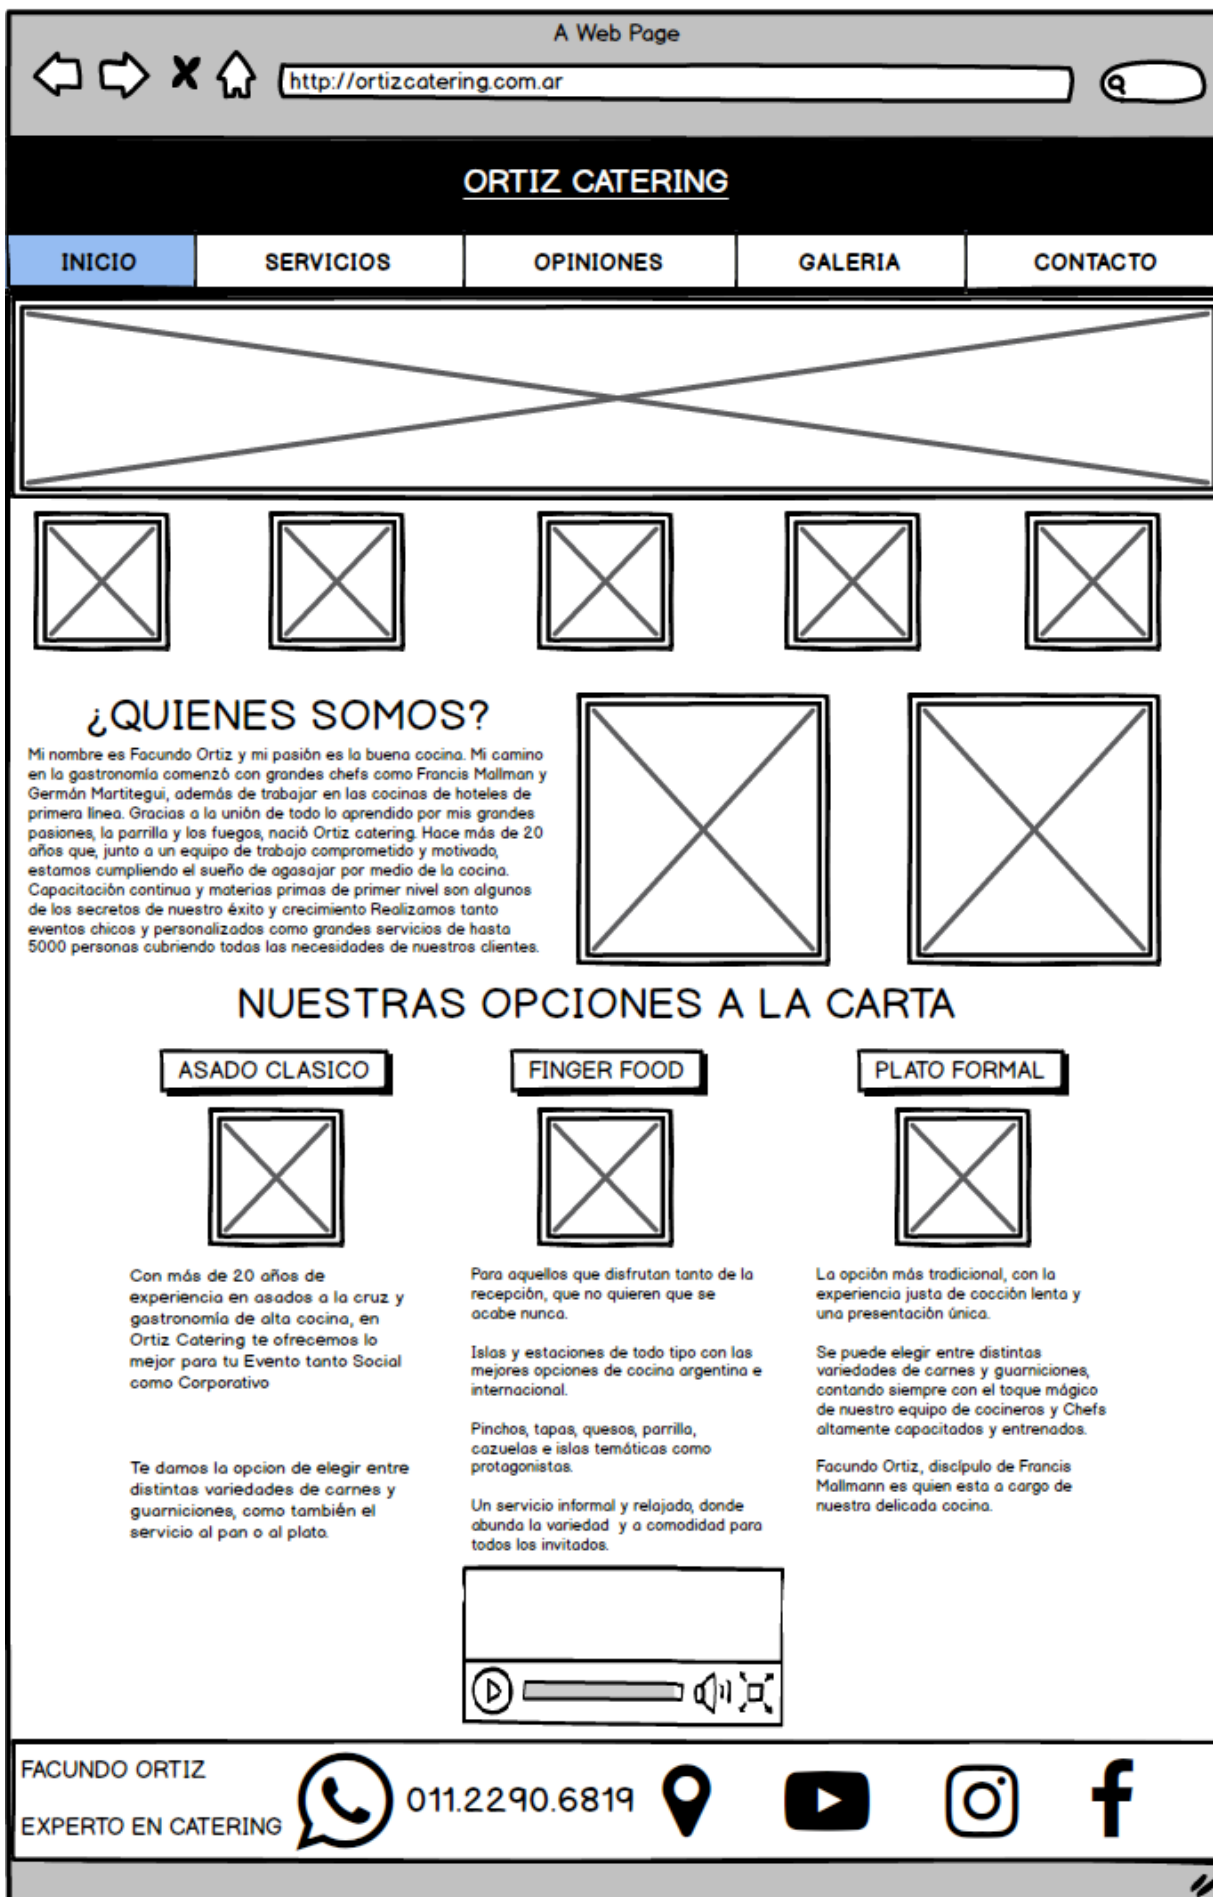 A Web Page
http://ortizcatering.com.ar
ORTIZ CATERING
INICIO
SERVICIOS
OPINIONES
GALERIA
CONTACTO
¿QUIENES SOMOS?
Mi nombre es Facundo Ortiz y mi pasión es la buena cocina. Mi camino
en la gastronomía comenzó con grandes chefs como Francis Mallman y
Germán Martitegui, además de trabajar en las cocinas de hoteles de
primera línea. Gracias a la unión de todo lo aprendido por mis grandes
pasiones, la parrilla y los fuegos, nació Ortiz catering. Hace más de 20
años que, junto a un equipo de trabajo comprometido y motivado,
estamos cumpliendo el sueño de agasajar por medio de la cocina.
Capacitación continua y materias primas de primer nivel son algunos
de los secretos de nuestro éxito y crecimiento Realizamos tanto
eventos chicos y personalizados como grandes servicios de hasta
5000 personas cubriendo todas las necesidades de nuestros clientes.
NUESTRAS OPCIONES A LA CARTA
ASADO CLASICO
Con más de 20 años de
experiencia en asados a la cruz y
gastronomía de alta cocina, en
Ortiz Catering te ofrecemos lo
mejor para tu Evento tanto Social
como Corporativo
Te damos la opcion de elegir entre
distintas variedades de carnes y
guarniciones, como también el
servicio al pan o al plato.
FINGER FOOD
Para aquellos que disfrutan tanto de la
recepción, que no quieren que se
acabe nunca.
Islas y estaciones de todo tipo con las
mejores opciones de cocina argentina e
internacional.
Pinchos, tapas, quesos, parrilla,
cazuelas e islas temáticas como
protagonistas.
Un servicio informal y relajado, donde
abunda la variedad y a comodidad para
todos los invitados.
PLATO FORMAL
La opción más tradicional, con la
experiencia justa de cocción lenta y
una presentación única.
Se puede elegir entre distintas
variedades de carnes y guarniciones,
contando siempre con el toque mágico
de nuestro equipo de cocineros y Chefs
altamente capacitados y entrenados.
Facundo Ortiz, discípulo de Francis
Mallmann es quien esta a cargo de
nuestra delicada cocina.
FACUNDO ORTIZ
EXPERTO EN CATERING
011.2290.6819